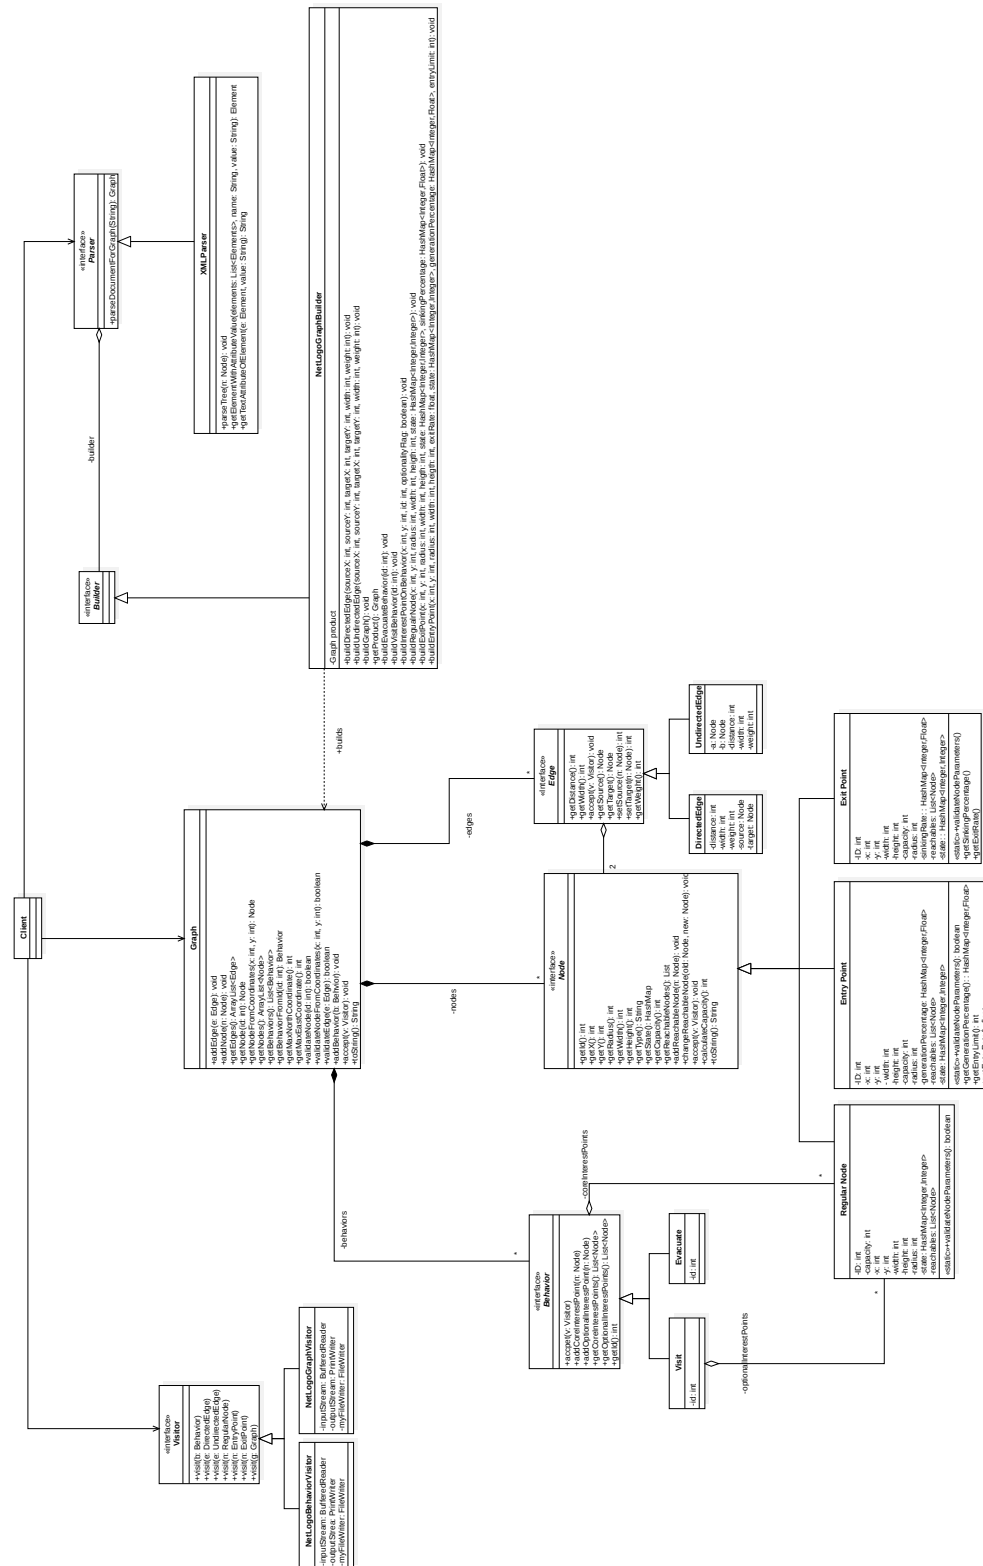 Client
«interface»
Parser
+parseDocumentForGraph(String): Graph
XMLParser
+parseTree(n: Node): void
+getElementWithAttributeValue(elements: List<Elements>, name: String, value: String): Element
+getTextAttributeOfElement(e: Element, value: String): String
-builder
«interface»
Builder
NetLogoGraphBuilder
-Graph product
+buildDirectedEdge(sourceX: int, sourceY: int, targetX: int, targetY: int, width: int, weight: int): void
+buildUndirectedEdge(sourceX: int, sourceY: int, targetX: int, targetY: int, width: int, weight: int): void
+buildGraph(): void
+getProduct(): Graph
+buildEvacuateBehavior(id: int): void
+buildVisitBehavior(id: int): void
+buildInterestPointOnBehavior(x: int, y: int, id: int, optionalityFlag: boolean): void
+buildRegualrNode(x: int, y: int, radius: int, width: int, heigth: int, state: HashMap<Integer,Integer>): void
+buildExitPoint(x: int, y: int, radius: int, width: int, heigth: int, state: HashMap<Integer,Integer>, sinkingPercentage: HashMap<Integer,Float>): void
+buildEntryPoint(x: int, y: int, radius: int, width: int, heigth: int, exitRate: float, state: HashMap<Integer,Integer>, generationPercentage: HashMap<Integer,Float>, entryLimit: int): void
+builds
Graph
+addEdge(e: Edge): void
+addNode(n: Node): void
+getEdges(): ArrayList<Edge>
+getNode(id: int): Node
+getNodeFormCoordinates(x: int, y: int): Node
+getNodes(): ArrayList<Node>
+getBehaviors(): List<Behavior>
+getBehaviorFromId(id: int): Behavior
+getMaxNorthCoordinate(): int
+getMaxEastCoordinate(): int
+validateNode(id: int): boolean
+validateNodeFormCoordinates(x: int, y: int): boolean
+validateEdge(e: Edge): boolean
+addBehavior(b: Behvior): void
+accept(v: Visitor): void
+toString(): String
-edges
*
-nodes
*
-behaviors
*
«interface»
Edge
+getDistance(): int
+getWidth(): int
+accept(v: Visitor): void
+getSource(): Node
+getTarget(): Node
+setSource(n: Node): int
+setTarget(n: Node): int
+getWeight(): int
2
UndirectedEdge
-a: Node
-b: Node
-distance: int
-width: int
-weight: int
DirectedEdge
-distance: int
-width: int
-weight: int
-source: Node
-target: Node
«interface»
Node
+getId(): int
+getX(): int
+getY(): int
+getRadius(): int
+getWidth(): int
+getHeight(): int
+getType(): String
+getState(): HashMap
+getCapacity(): int
+getReachableNodes(): List
+addReachableNode(n: Node): void
+changeReachableNode(old: Node, new: Node): void
+accept(v: Visitor): void
+calculateCapacity(): int
+toString(): String
Exit Point
-ID: int
-x: int
-y: int
-width: int
-height: int
-capacity: int
-radius: int
-sinkingRate: : HashMap<Integer,Float>
-reachables: List<Node>
-state: : HashMap<Integer,Integer>
«static»+validateNodeParameters()
+getSinkingPercentage()
+getExitRate()
Entry Point
-ID: int
-x: int
-y: int
- width: int
-height: int
-capacity: int
-radius: int
-generationPercentage: HashMap<Integer,Float>
-reachables: List<Node>
-state: HashMap<Integer,Integer>
«static»+validateNodeParameters(): boolean
+getGenerationPercentage(): : HashMap<Integer,Float>
+getEntryLimit(): int
Regular Node
-ID: int
-capacity: int
-x: int
-y: int
-width: int
-height: int
-radius: int
-state: HashMap<Integer,Integer>
-reachables: List<Node>
«static»+validateNodeParameters(): boolean
-coreInterestPoints
*
-optionalInterestPoints
*
«interface»
Behavior
+accpet(v: Visitor)
+addCoreInterestPoint(n: Node)
+addOptionalInterestPoint(n: Node)
+getCoreInterestPoints(): List<Node>
+getOptionalInterestPoints(): List<Node>
+getId(): int
Evacuate
-id: int
Visit
-id: int
«interface»
Visitor
+visit(b: Behavior)
+visit(e: DirectedEdge)
+visit(e: UndirectedEdge)
+visit(n: RegularNode)
+visit(n: EntryPoint)
+visit(n: ExitPoint)
+visit(g: Graph)
NetLogoGraphVisitor
-inputStream: BufferedReader
-outputStream: PrintWriter
-myFileWriter: FileWriter
NetLogoBehaviorVisitor
-inputStream: BufferedReader
-outputStrea: PrintWriter
-myFileWriter: FileWriter